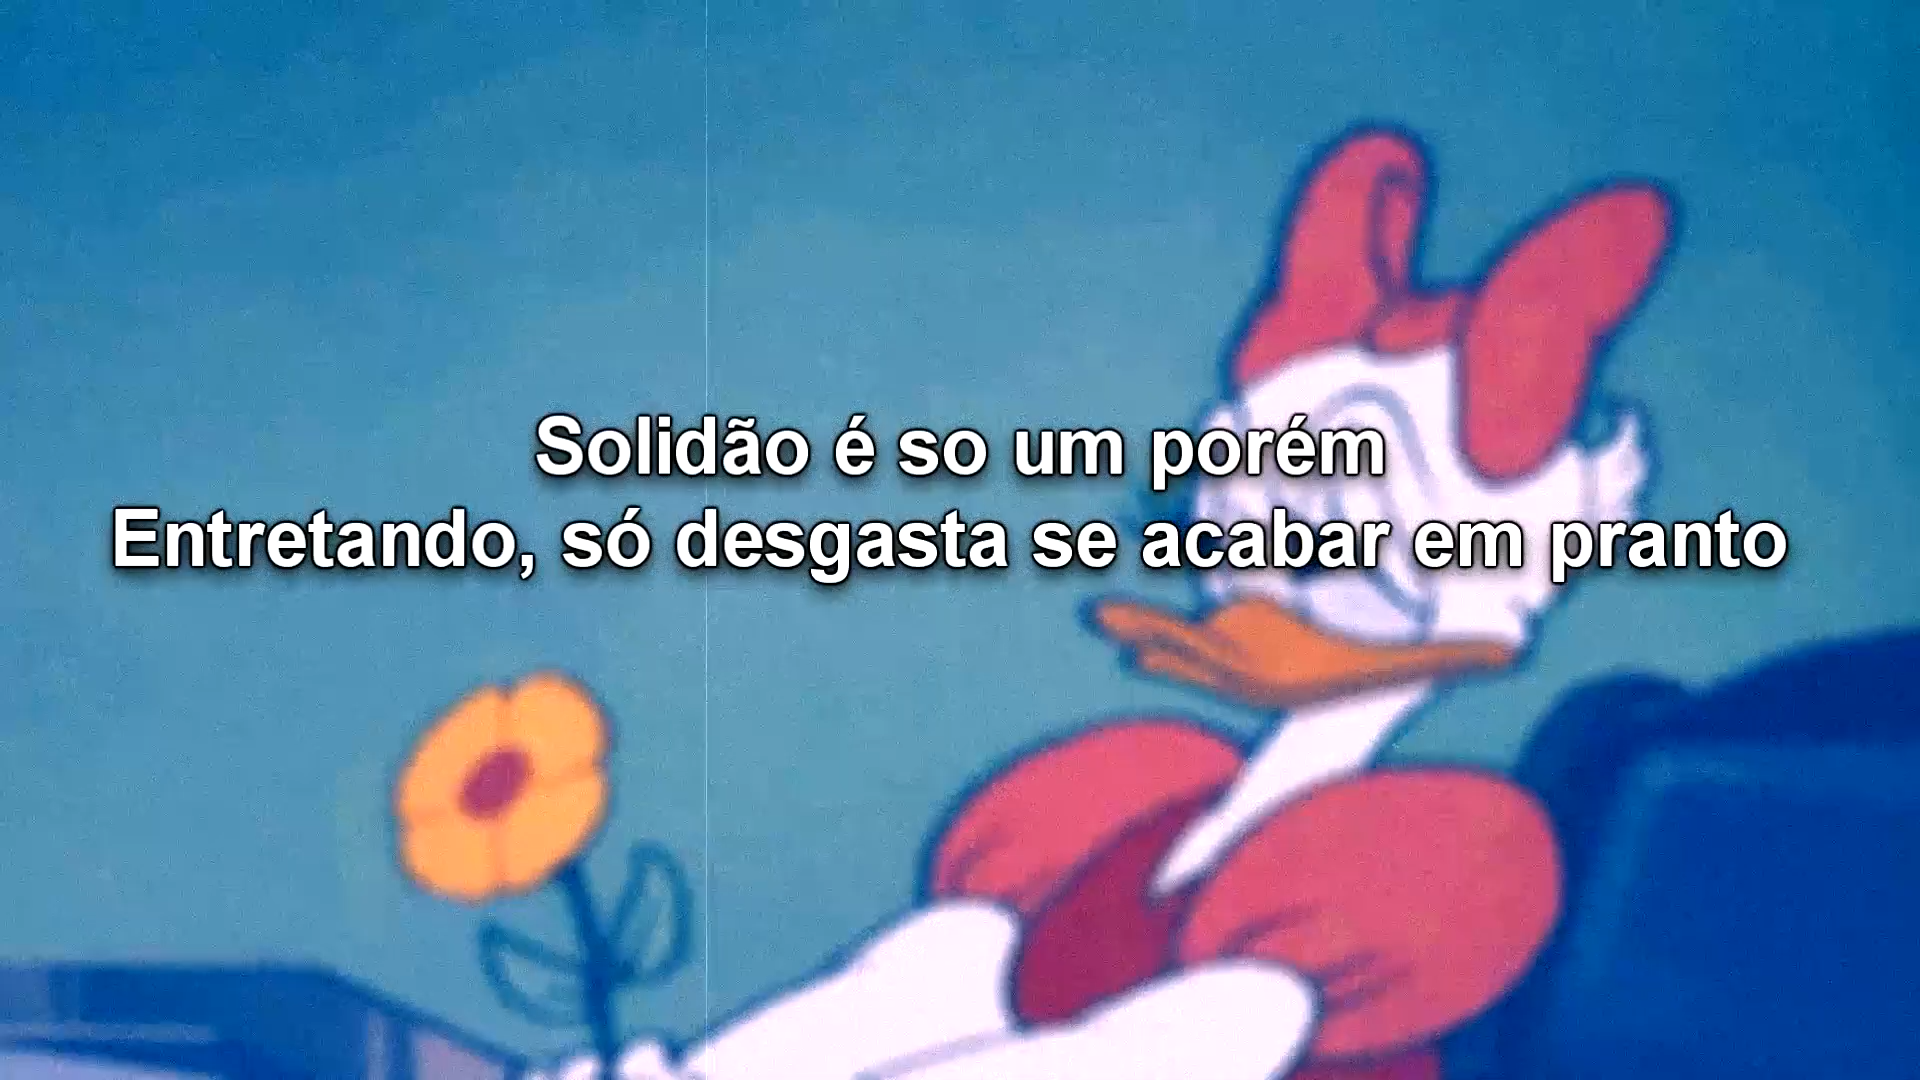 Solidão é so um porém
Entretando, só desgasta se acabar em pranto